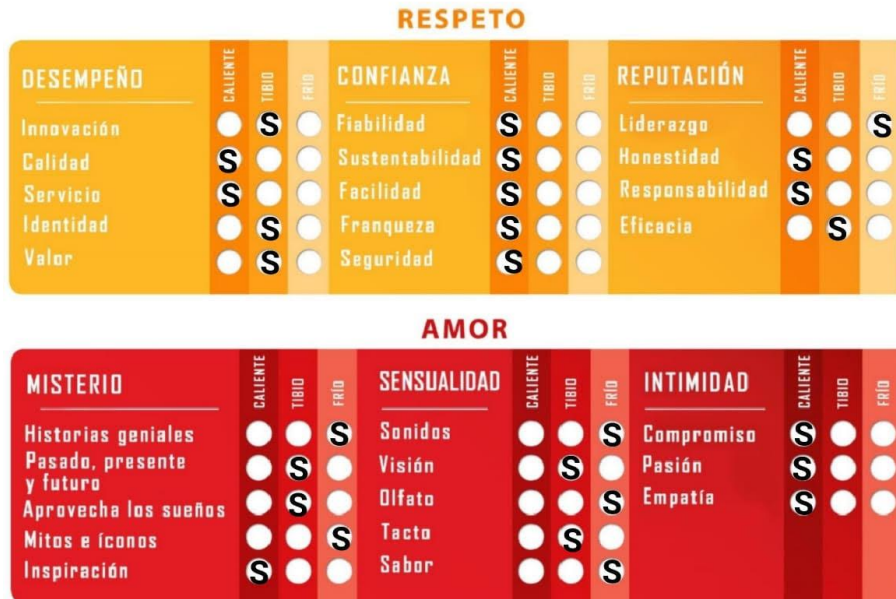 RESPETO
DESEMPEÑO CALIENTE TIBIO FRÍO CONFIANZA CALIENTE TIBIO FRÍO REPUTACIÓN CALIENTE TIBIO FRÍO
Innovación S Fiabilidad S Liderazgo S
Calidad S Sustentabilidad S Honestidad S
Servicio S Facilidad S Responsabilidad S
Identidad S Franqueza S Eficacia S
Valor S Seguridad S
AMOR
MISTERIO CALIENTE TIBIO FRÍO SENSUALIDAD CALIENTE TIBIO FRÍO INTIMIDAD CALIENTE TIBIO FRÍO
Historias geniales S Sonidos S Compromiso S
Pasado, presente
y futuro S Visión S Pasión S
Aprovecha los sueños S Olfato S Empatía S
Mitos e íconos S Tacto S
Inspiración S Sabor S